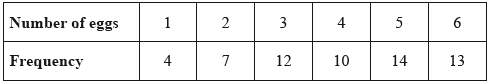 Number of eggs 1 2 3 4 5 6
Frequency 4 7 12 10 14 13